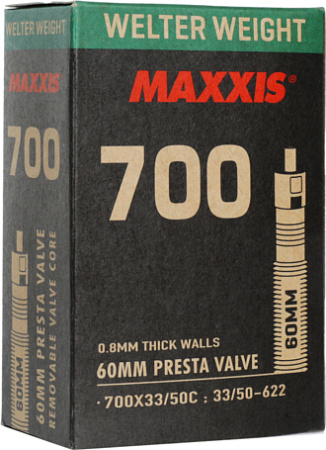 WELTER WEIGHT
MAXXIS®
700
60MM
0.8MM THICK WALLS
60MM PRESTA VALVE
· 700X33/50C : 33/50-622
WELTER WEIGHT
700
60MM
60MM PRESTA VALVE
REMOVABLE VALVE CORE